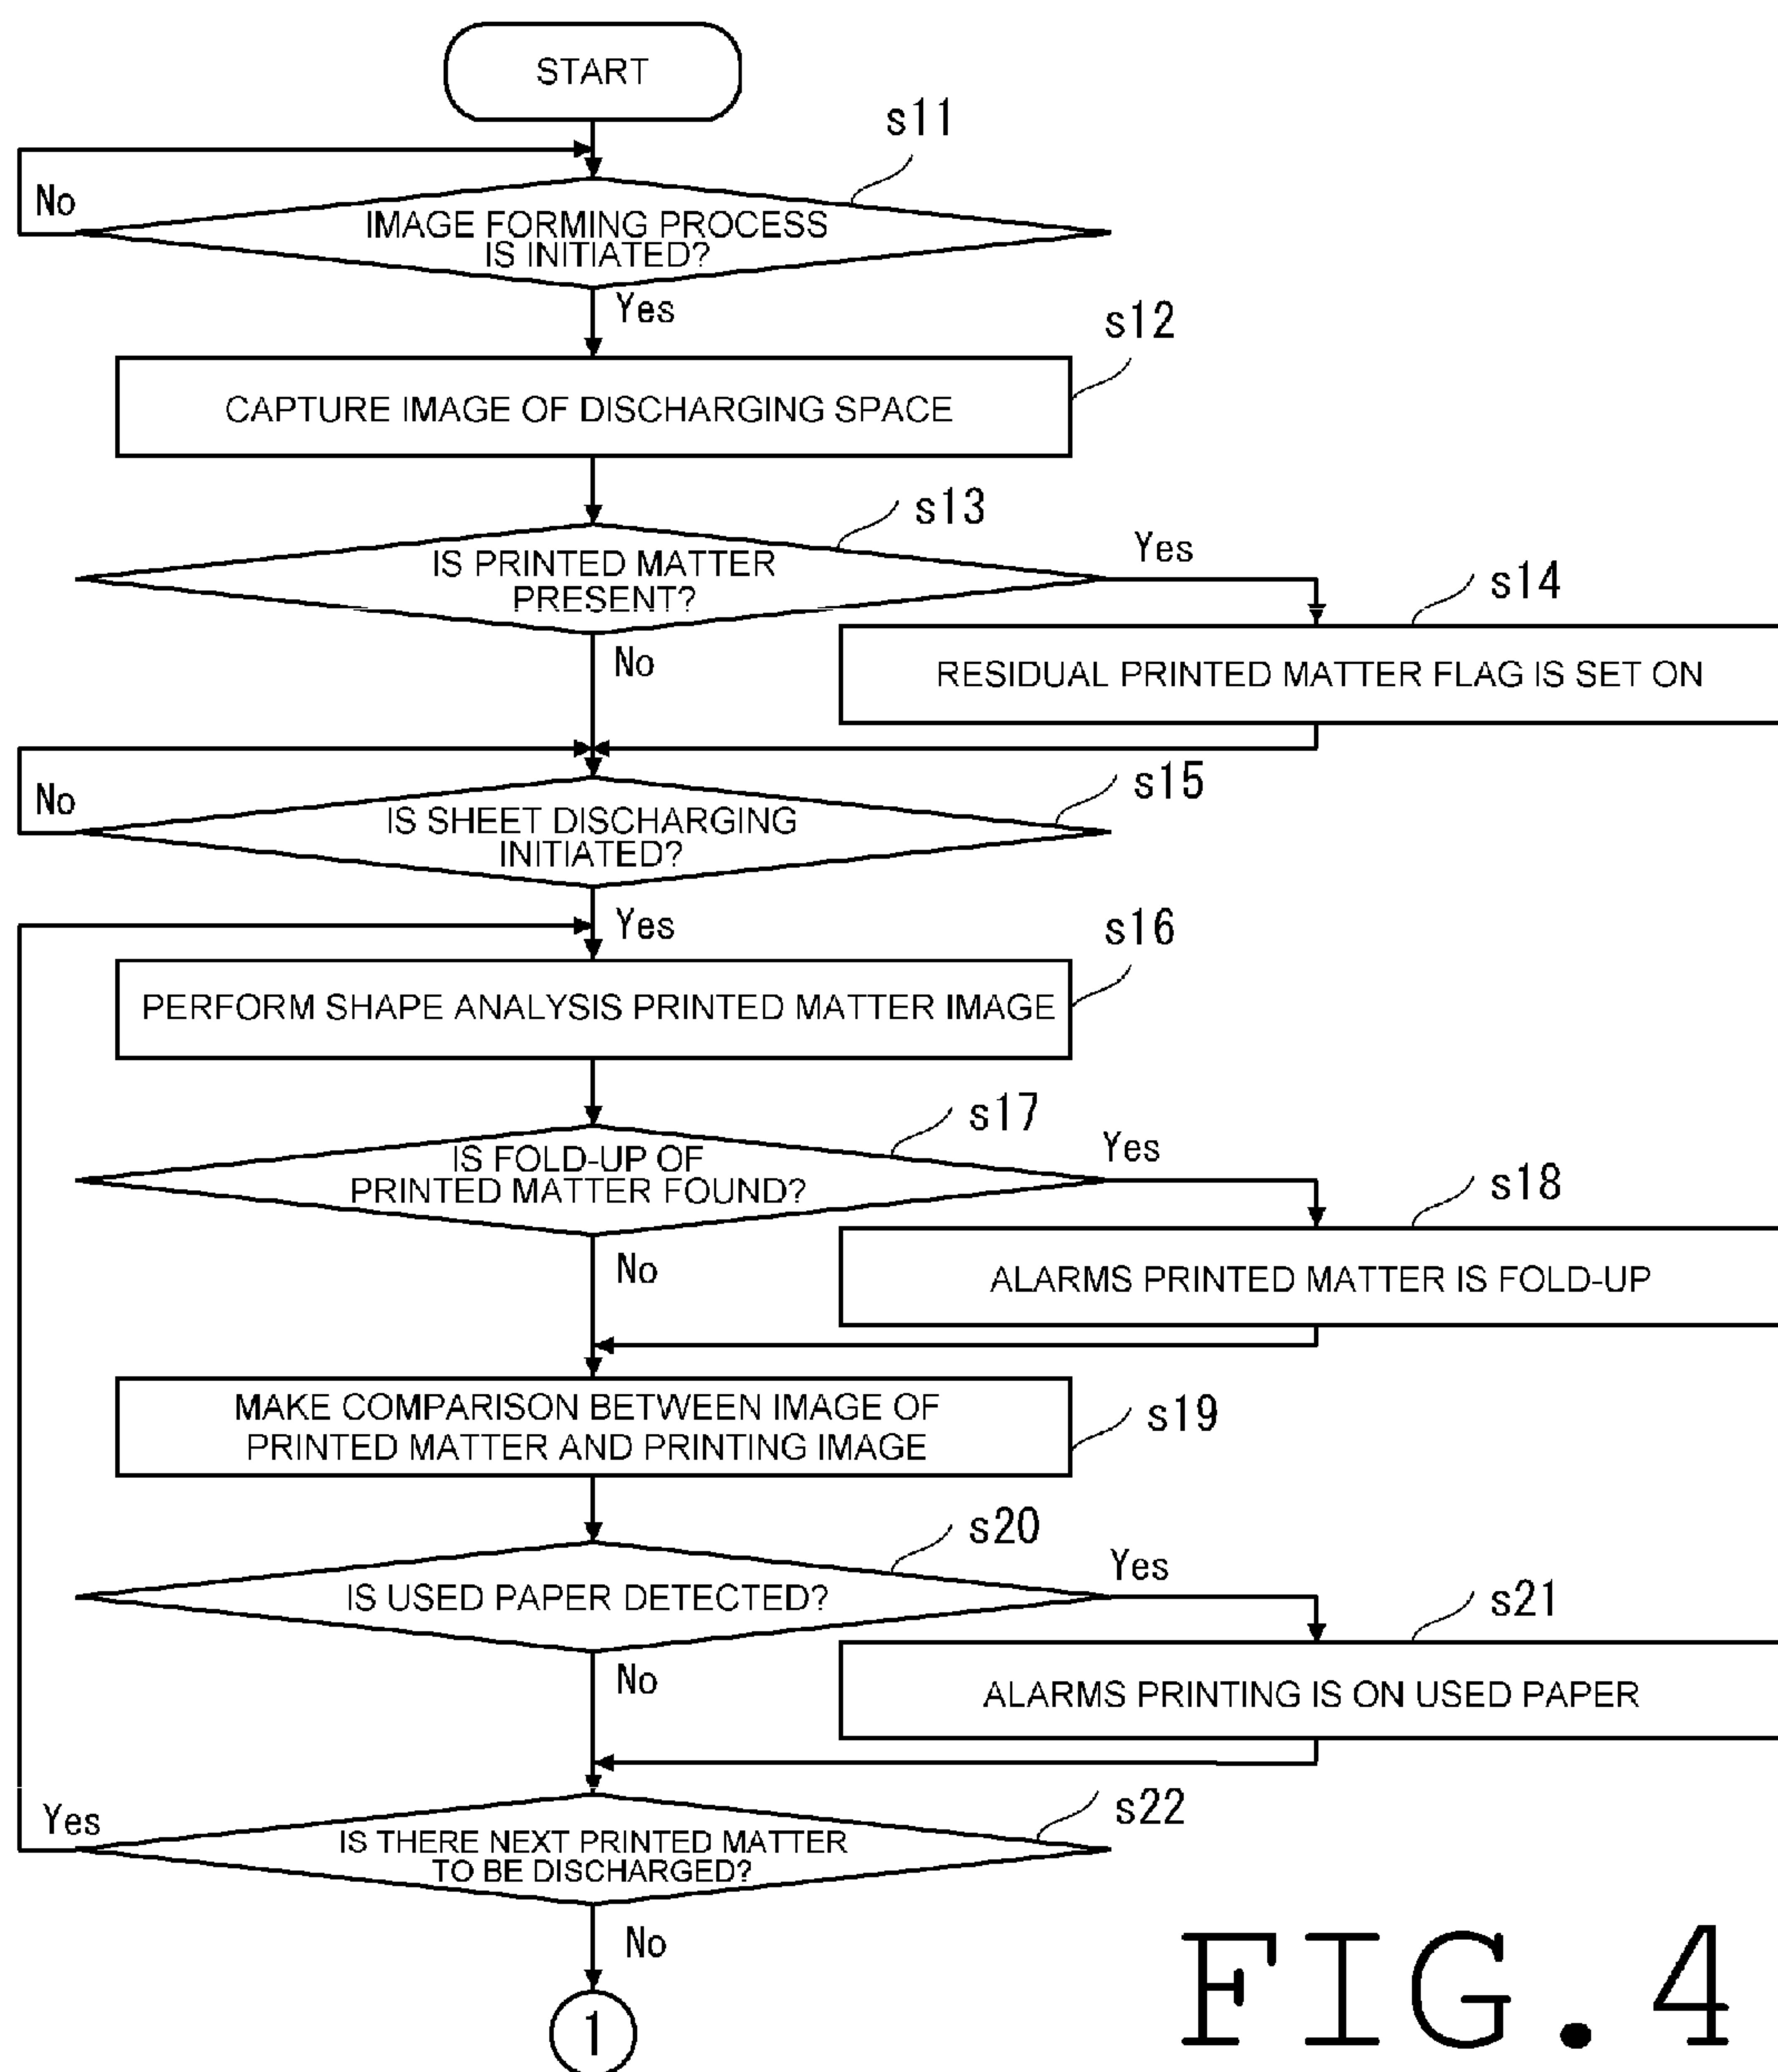 START
s11
No
IMAGE FORMING PROCESS
IS INITIATED?
Yes
s12
CAPTURE IMAGE OF DISCHARGING SPACE
s13
IS PRINTED MATTER
PRESENT?
Yes
s14
No
RESIDUAL PRINTED MATTER FLAG IS SET ON
s15
No
IS SHEET DISCHARGING
INITIATED?
Yes
s16
PERFORM SHAPE ANALYSIS PRINTED MATTER IMAGE
s17
IS FOLD-UP OF
PRINTED MATTER FOUND?
Yes
s18
No
ALARMS PRINTED MATTER IS FOLD-UP
MAKE COMPARISON BETWEEN IMAGE OF
PRINTED MATTER AND PRINTING IMAGE
s19
s20
IS USED PAPER DETECTED?
Yes
s21
No
ALARMS PRINTING IS ON USED PAPER
s22
Yes
IS THERE NEXT PRINTED MATTER
TO BE DISCHARGED?
No
1
FIG.4